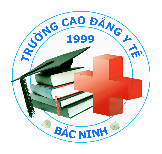 TRƯỜNG CAO ĐẲNG Y TẾ
1999
BẮC NINH